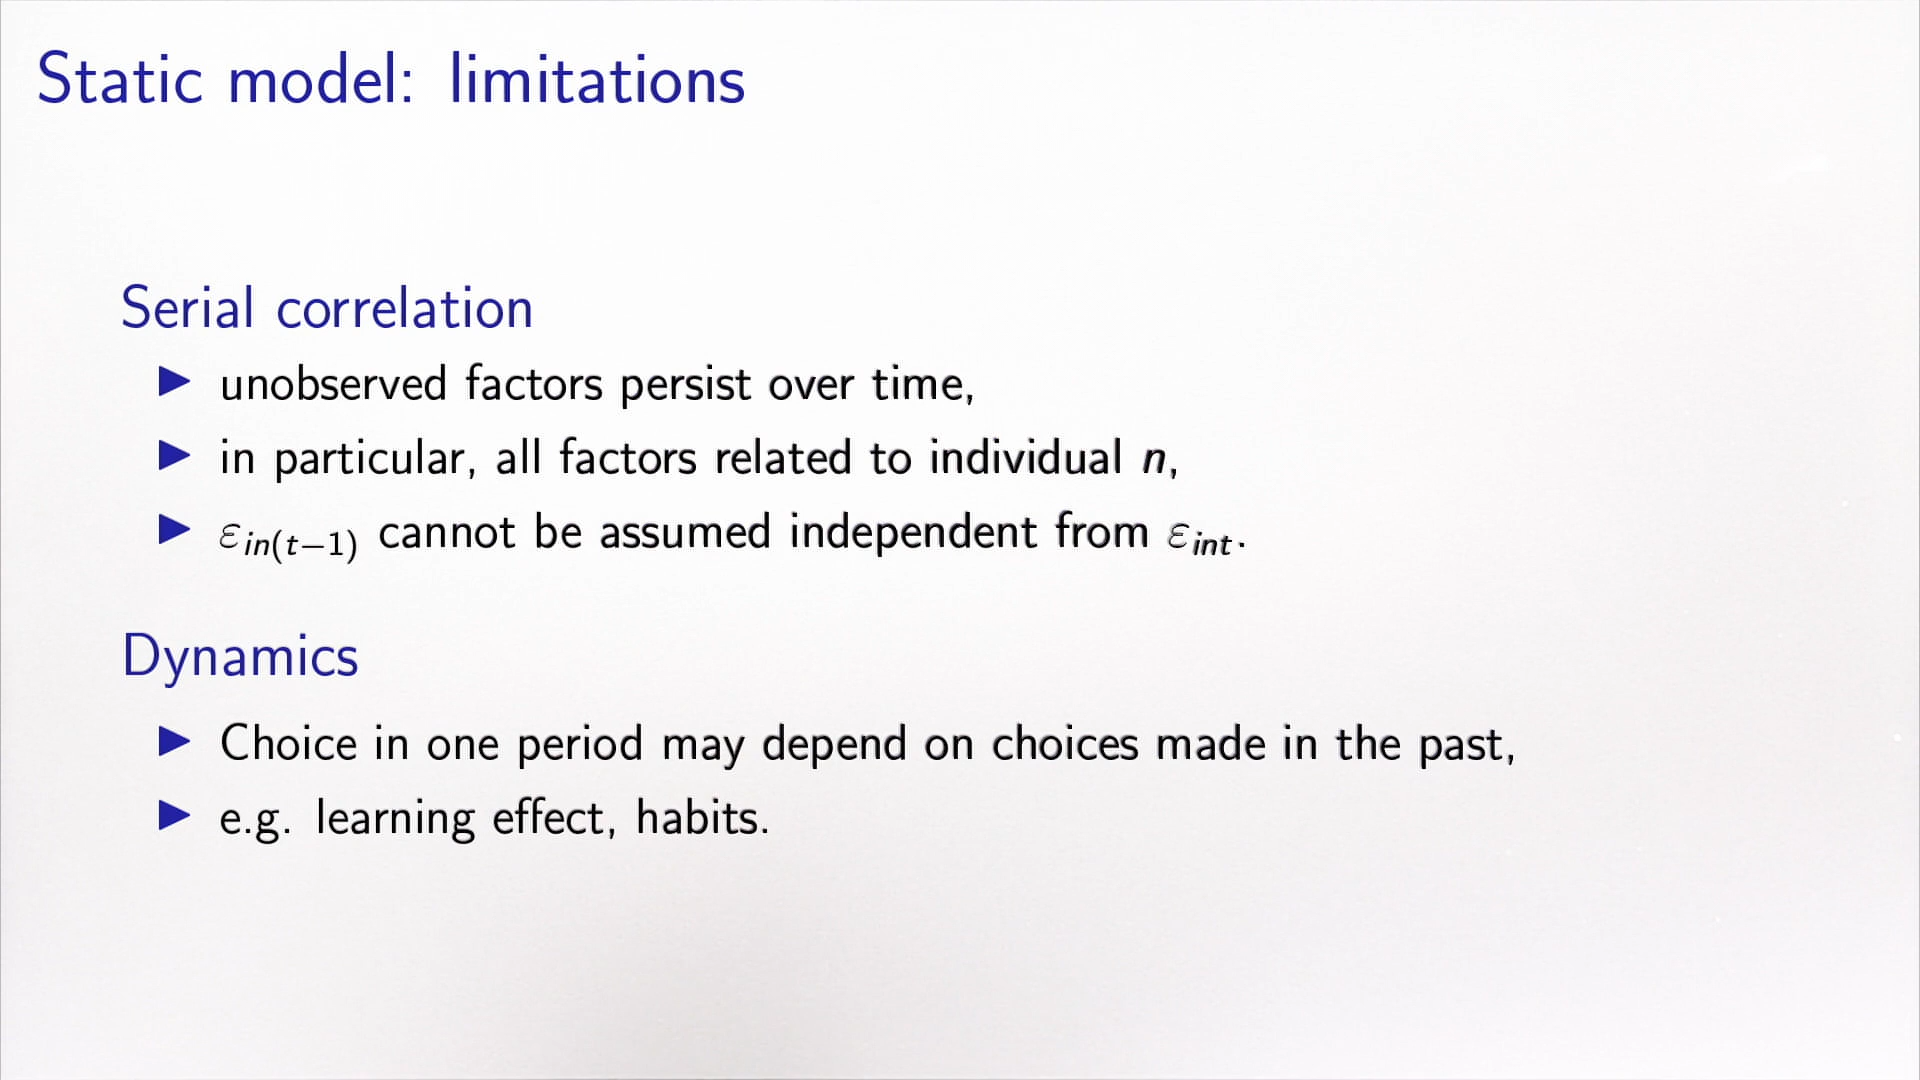 Static model: limitations
Serial correlation
▶ unobserved factors persist over time,
▶ in particular, all factors related to individual n,
▶ εin(t−1) cannot be assumed independent from εint.
Dynamics
▶ Choice in one period may depend on choices made in the past,
▶ e.g. learning effect, habits.